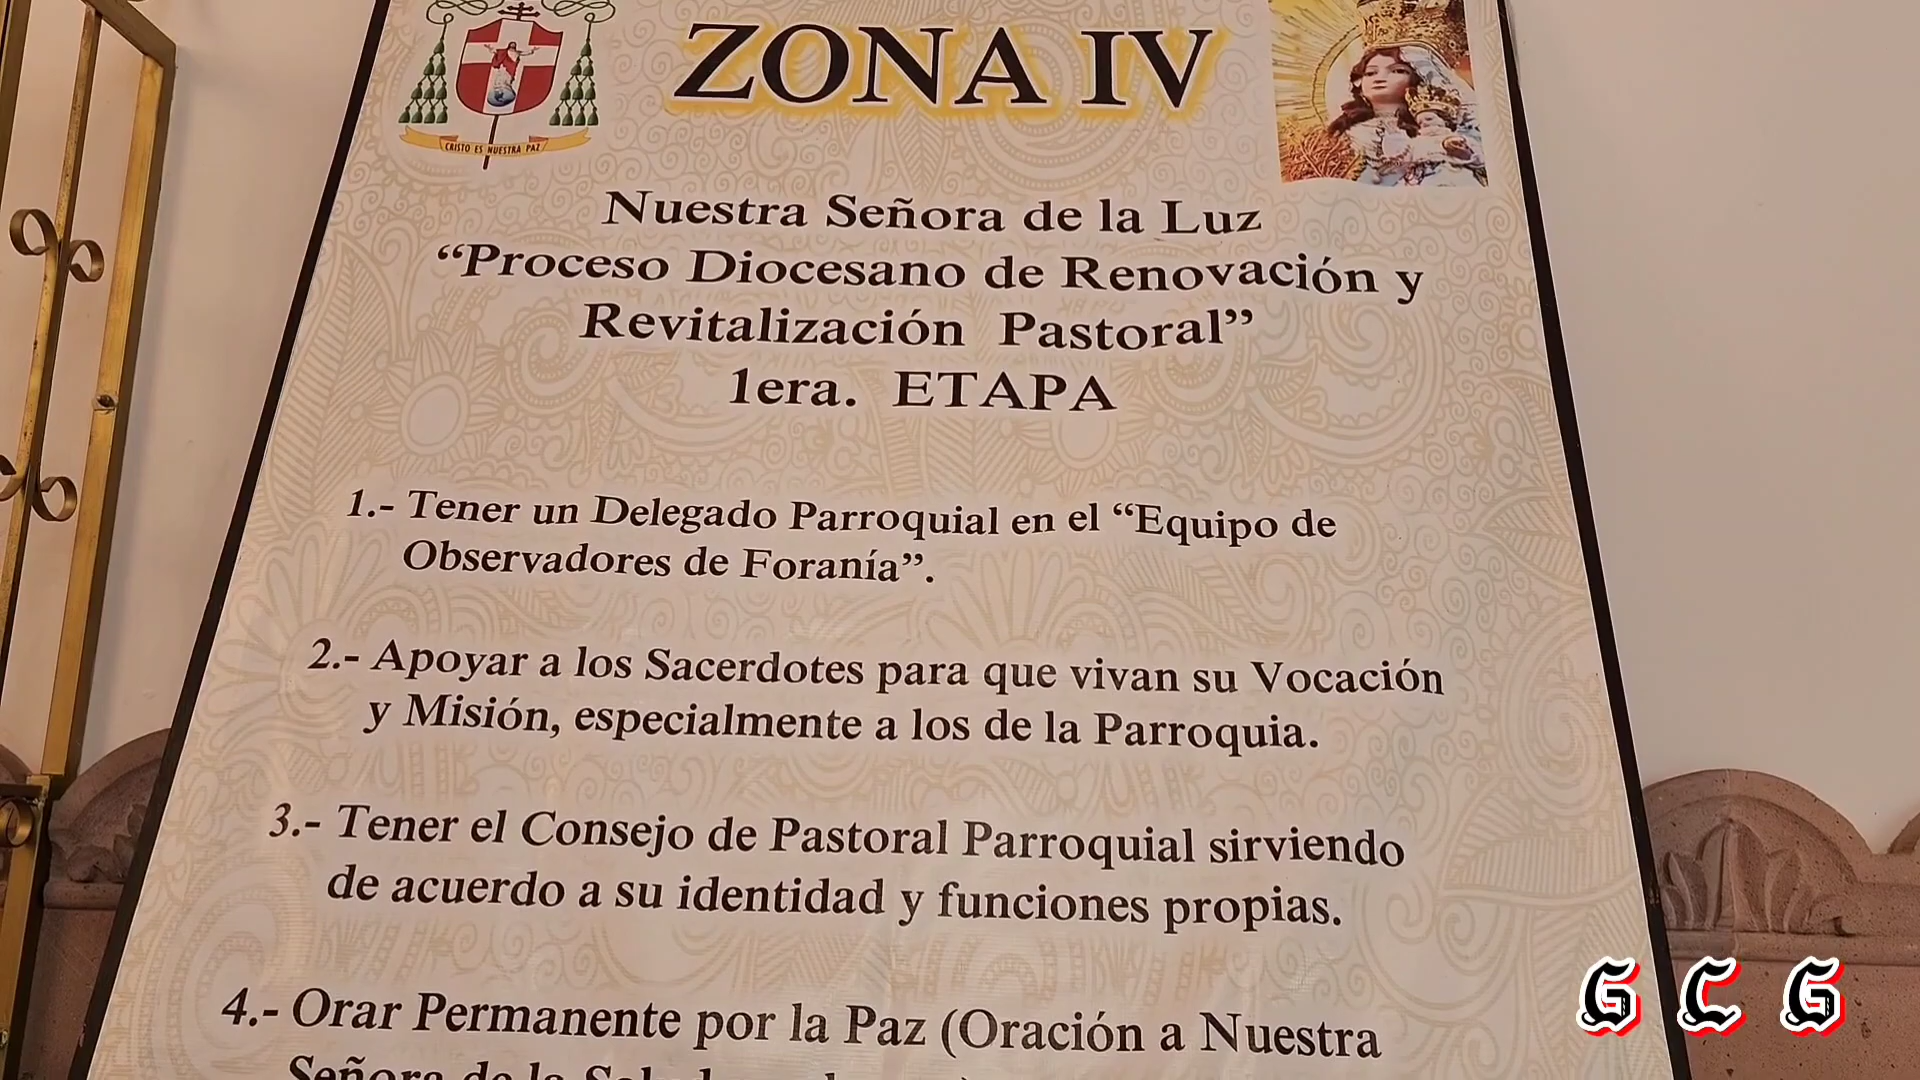 ZONA IV
CRISTO ES NUESTRA PAZ
Nuestra Señora de la Luz
“Proceso Diocesano de Renovación y
Revitalización Pastoral”
1era. ETAPA
1.- Tener un Delegado Parroquial en el “Equipo de
Observadores de Foranía”.
2.- Apoyar a los Sacerdotes para que vivan su Vocación
y Misión, especialmente a los de la Parroquia.
3.- Tener el Consejo de Pastoral Parroquial sirviendo
de acuerdo a su identidad y funciones propias.
4.- Orar Permanente por la Paz (Oración a Nuestra
Señora de la
G C G